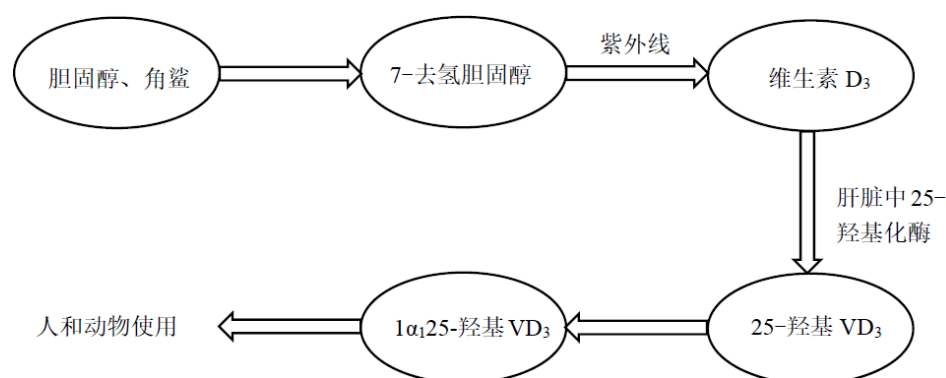 胆固醇、角鲨
7-去氢胆固醇
紫外线
维生素 D₃
肝脏中 25-
羟基化酶
25-羟基 VD₃
1α₁25-羟基 VD₃
人和动物使用